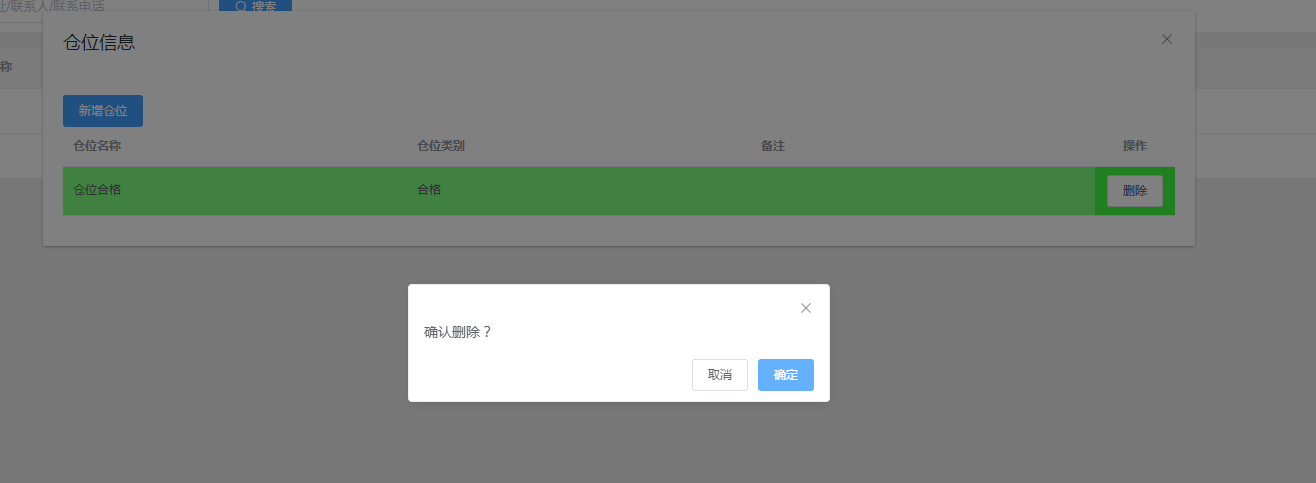 址/联系人/联系电话
搜索
仓位信息
称
新增仓位
仓位名称 仓位类别 备注 操作
仓位合格 合格 删除
确认删除？
取消 确定